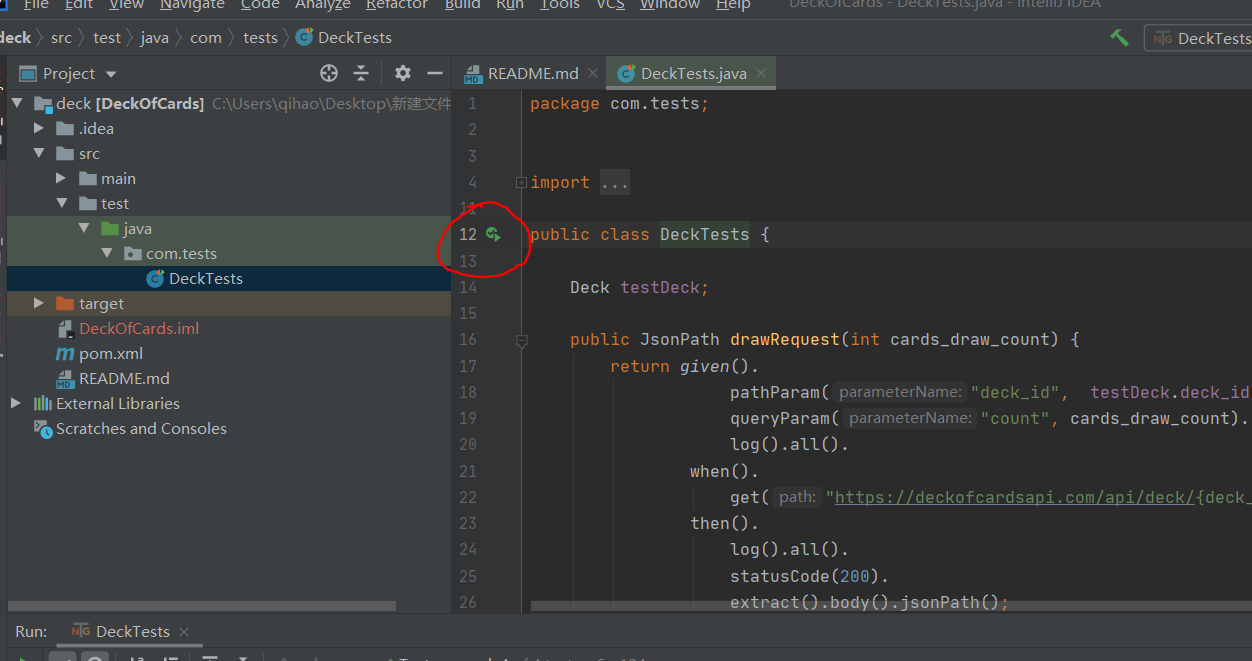 File Edit View Navigate Code Analyze Refactor Build Run Tools VCS Window Help DeckOfCards - DeckTests.java - IntelliJ IDEA
deck src test java com tests DeckTests DeckTests
Project README.md DeckTests.java
deck [DeckOfCards] C:\Users\qihao\Desktop\新建文件
.idea
src
main
test
java
com.tests
DeckTests
target
DeckOfCards.iml
pom.xml
README.md
External Libraries
Scratches and Consoles
1 package com.tests;
2
3
4 import ...
11
12 public class DeckTests {
13
14 Deck testDeck;
15
16 public JsonPath drawRequest(int cards_draw_count) {
17 return given().
18 pathParam( parameterName: "deck_id", testDeck.deck_id
19 queryParam( parameterName: "count", cards_draw_count).
20 log().all().
21 when().
22 get( path: "https://deckofcardsapi.com/api/deck/{deck_
23 then().
24 log().all().
25 statusCode(200).
26 extract().body().jsonPath();
Run: DeckTests